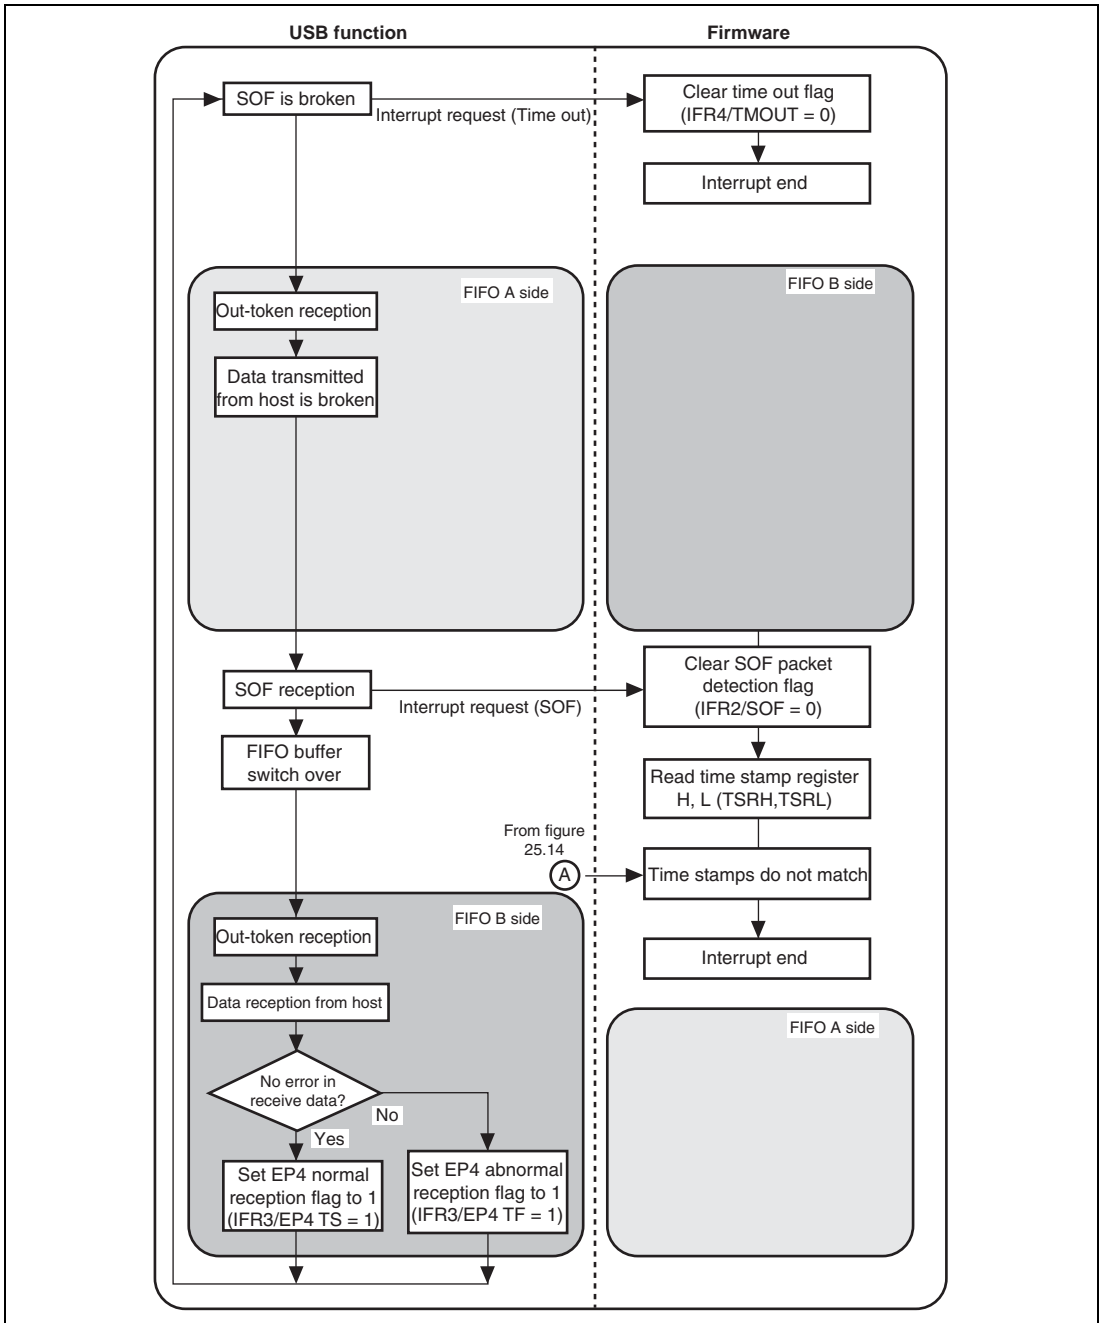 USB function
Firmware
SOF is broken
Interrupt request (Time out)
Clear time out flag
(IFR4/TMOUT = 0)
Interrupt end
FIFO A side
Out-token reception
Data transmitted
from host is broken
FIFO B side
SOF reception
Interrupt request (SOF)
Clear SOF packet
detection flag
(IFR2/SOF = 0)
FIFO buffer
switch over
Read time stamp register
H, L (TSRH,TSRL)
From figure
25.14
A
Time stamps do not match
Interrupt end
FIFO B side
Out-token reception
Data reception from host
No error in
receive data?
No
Yes
Set EP4 normal
reception flag to 1
(IFR3/EP4 TS = 1)
Set EP4 abnormal
reception flag to 1
(IFR3/EP4 TF = 1)
FIFO A side